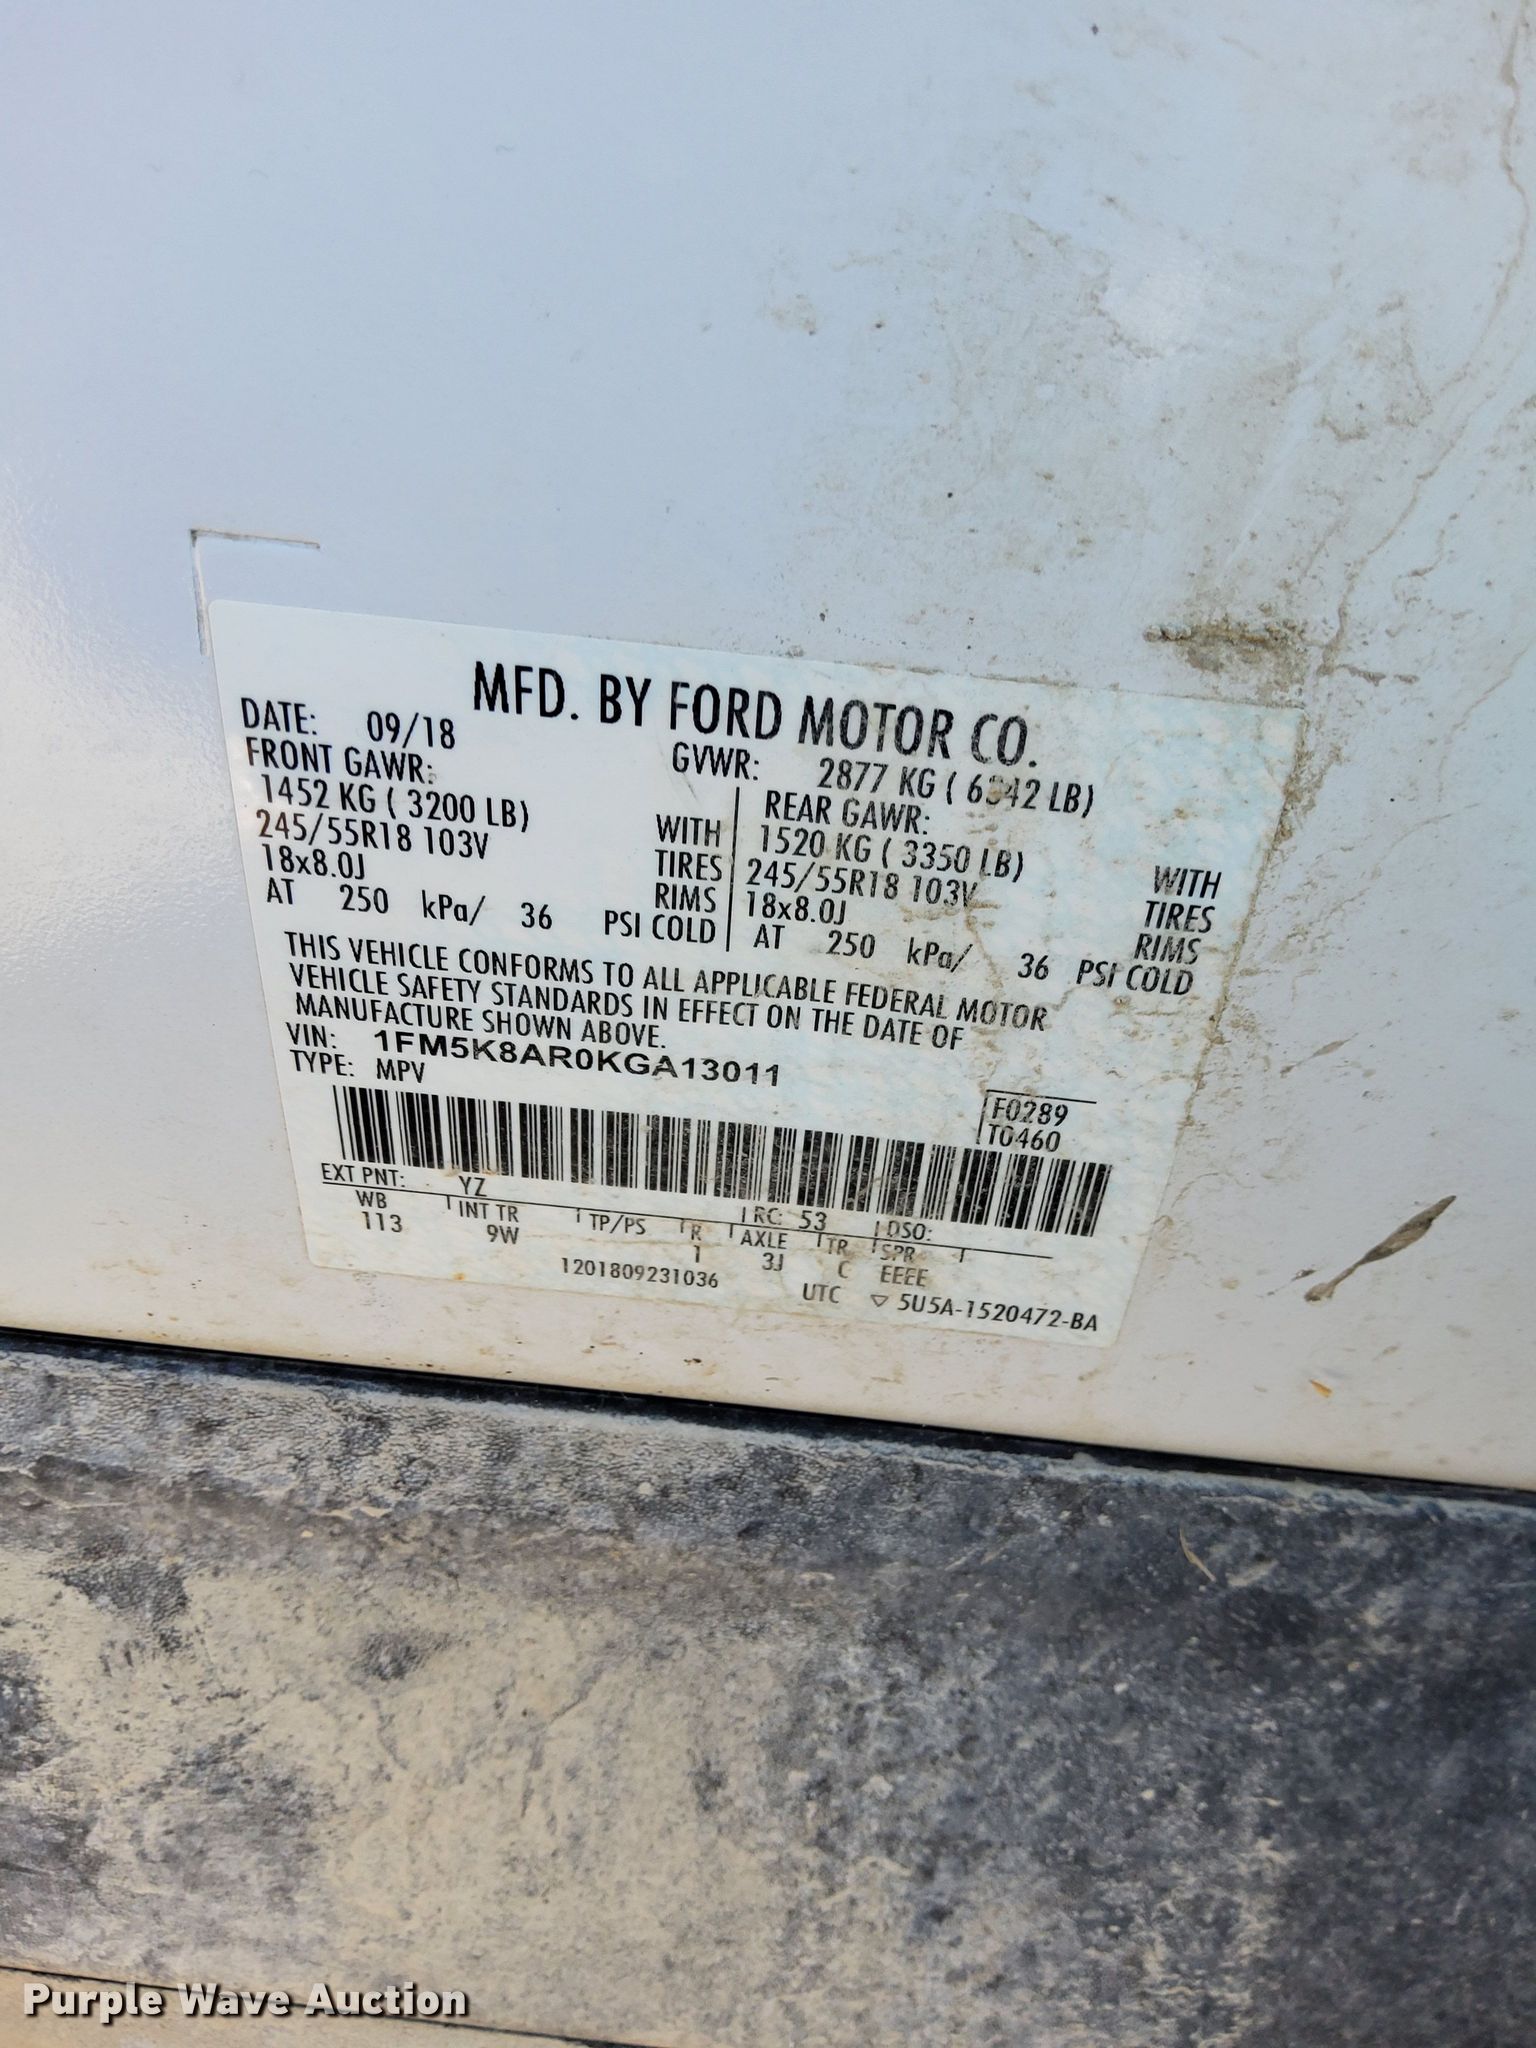 MFD. BY FORD MOTOR CO.
DATE: 09/18 GVWR: 2877 KG ( 6342 LB)
FRONT GAWR: REAR GAWR:
1452 KG ( 3200 LB) WITH 1520 KG ( 3350 LB) WITH
245/55R18 103V TIRES 245/55R18 103V TIRES
18x8.0J RIMS 18x8.0J RIMS
AT 250 kPa/ 36 PSI COLD AT 250 kPa/ 36 PSI COLD
THIS VEHICLE CONFORMS TO ALL APPLICABLE FEDERAL MOTOR
VEHICLE SAFETY STANDARDS IN EFFECT ON THE DATE OF
MANUFACTURE SHOWN ABOVE.
VIN: 1FM5K8AR0KGA13011
TYPE: MPV
F0289
T0460
EXT PNT: YZ RC: 53 DSO:
WB INT TR TP/PS R AXLE TR SPR
113 9W 1 3J C EEEE
1201809231036 UTC ▽ 5U5A-1520472-BA
Purple Wave Auction